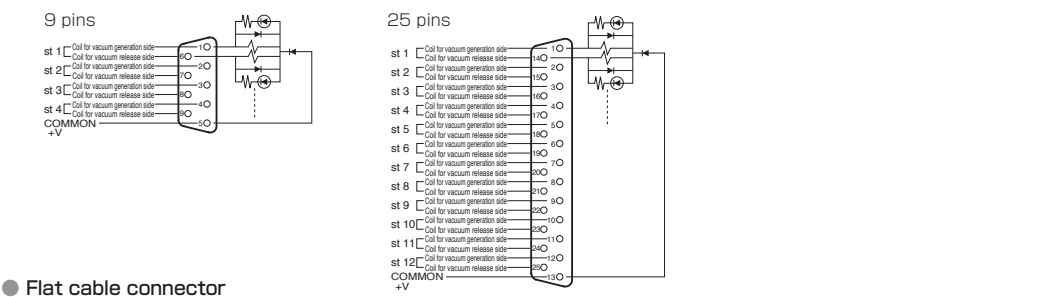 9 pins
st 1 Coil for vacuum generation side 1
Coil for vacuum release side 6
st 2 Coil for vacuum generation side 2
Coil for vacuum release side 7
st 3 Coil for vacuum generation side 3
Coil for vacuum release side 8
st 4 Coil for vacuum generation side 4
Coil for vacuum release side 9
COMMON 5
+V
25 pins
st 1 Coil for vacuum generation side 1
Coil for vacuum release side 14
st 2 Coil for vacuum generation side 2
Coil for vacuum release side 15
st 3 Coil for vacuum generation side 3
Coil for vacuum release side 16
st 4 Coil for vacuum generation side 4
Coil for vacuum release side 17
st 5 Coil for vacuum generation side 5
Coil for vacuum release side 18
st 6 Coil for vacuum generation side 6
Coil for vacuum release side 19
st 7 Coil for vacuum generation side 7
Coil for vacuum release side 20
st 8 Coil for vacuum generation side 8
Coil for vacuum release side 21
st 9 Coil for vacuum generation side 9
Coil for vacuum release side 22
st 10 Coil for vacuum generation side 10
Coil for vacuum release side 23
st 11 Coil for vacuum generation side 11
Coil for vacuum release side 24
st 12 Coil for vacuum generation side 12
Coil for vacuum release side 25
COMMON 13
+V
● Flat cable connector